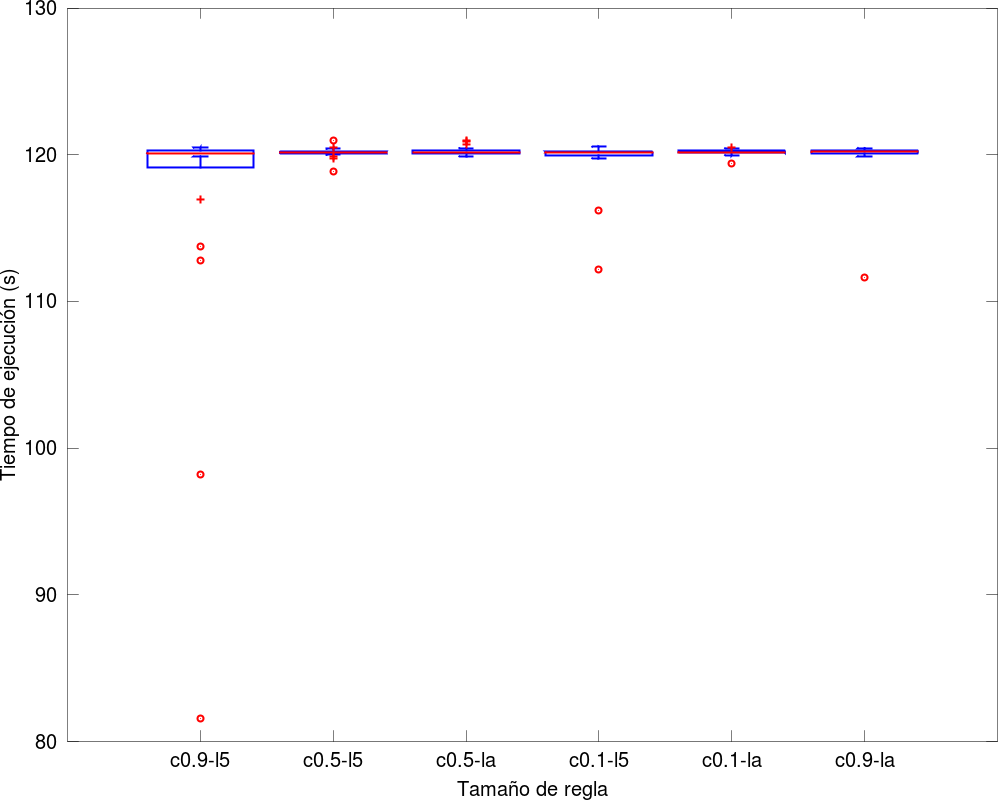 130
120
110
100
90
80
Tiempo de ejecución (s)
c0.9-l5 c0.5-l5 c0.5-la c0.1-l5 c0.1-la c0.9-la
Tamaño de regla